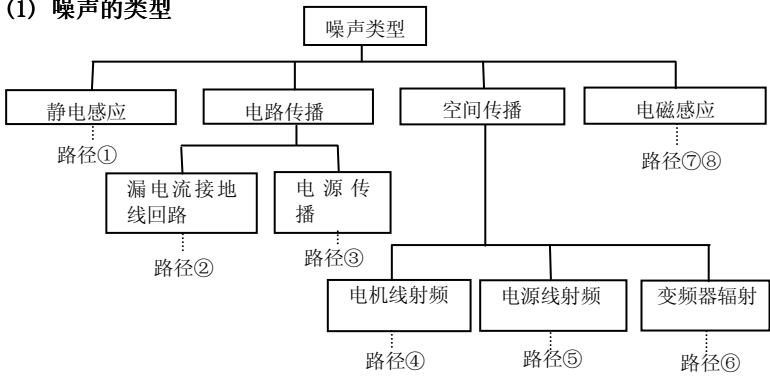 (1) 噪声的类型
噪声类型
静电感应
电路传播
空间传播
电磁感应
路径①
路径⑦⑧
漏电流接地
线回路
电源传
播
路径②
路径③
电机线射频
电源线射频
变频器辐射
路径④
路径⑤
路径⑥